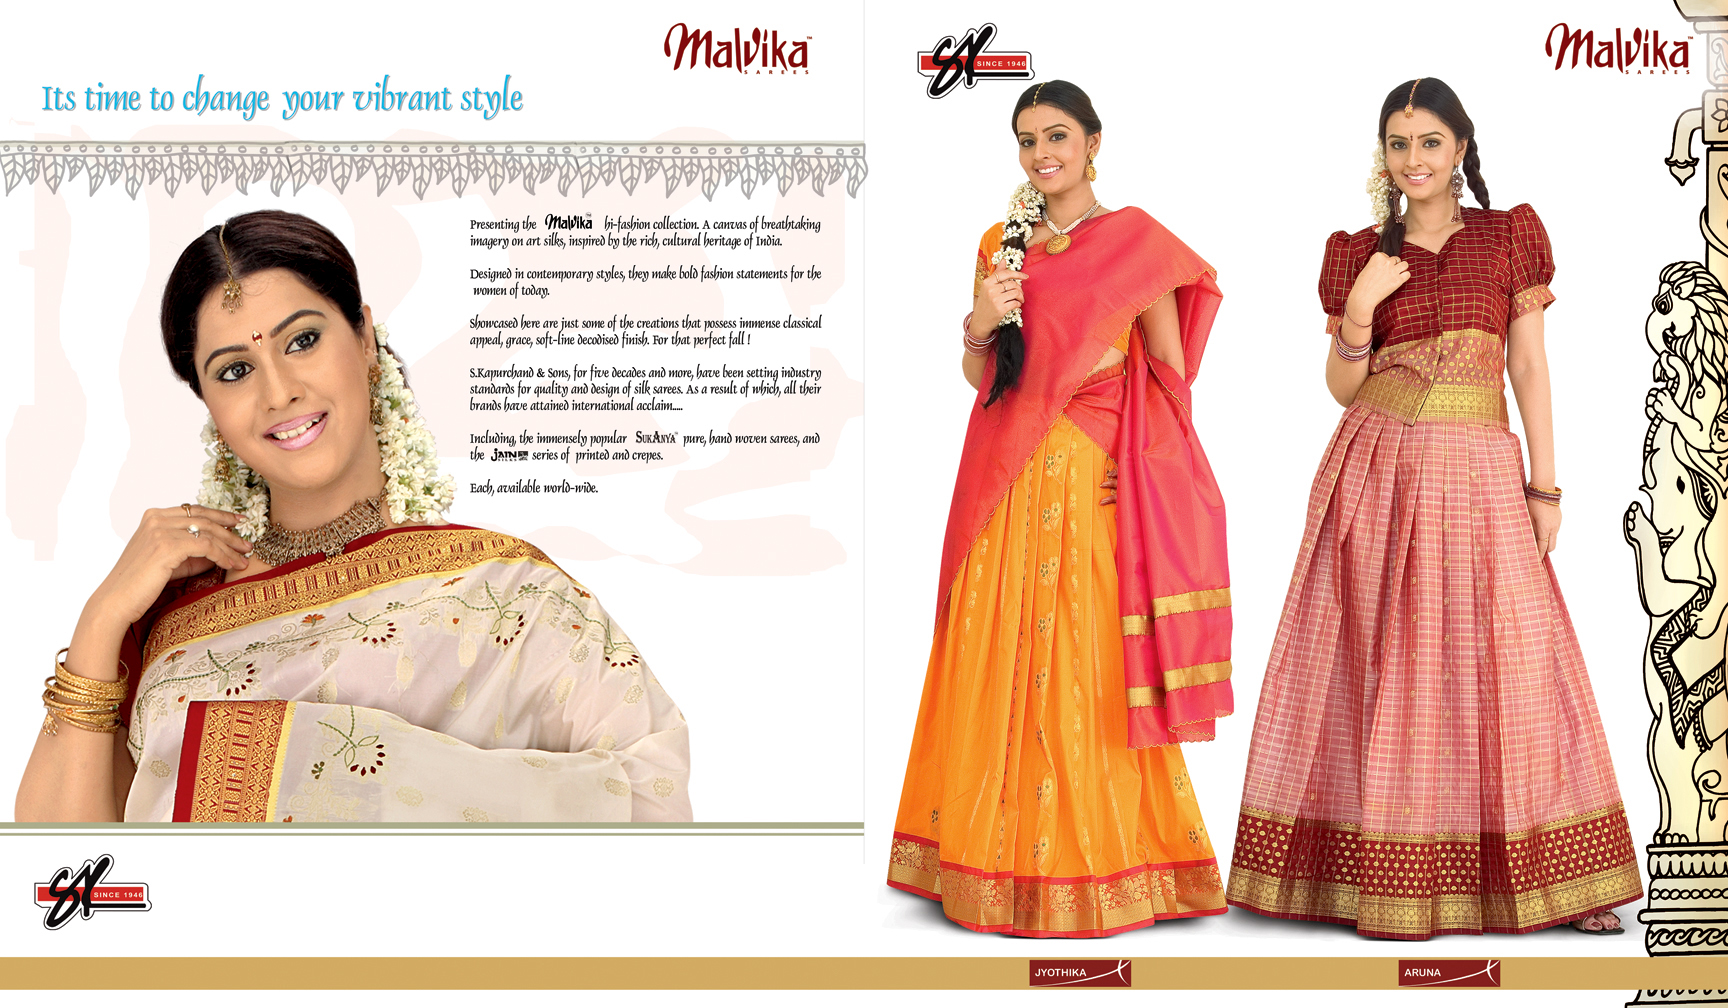 Malvika™
SAREES
Its time to change your vibrant style
Presenting the Malvika™ hi-fashion collection. A canvas of breathtaking
imagery on art silks, inspired by the rich, cultural heritage of India.
Designed in contemporary styles, they make bold fashion statements for the
women of today.
Showcased here are just some of the creations that possess immense classical
appeal, grace, soft-line decodised finish. For that perfect fall !
S.Kapurchand & Sons, for five decades and more, have been setting industry
standards for quality and design of silk sarees. As a result of which, all their
brands have attained international acclaim.....
Including, the immensely popular SUKANYA™ pure, hand woven sarees, and
the JAIN series of printed and crepes.
Each, available world-wide.
SINCE 1946
SINCE 1946
Malvika™
SAREES
JYOTHIKA
ARUNA